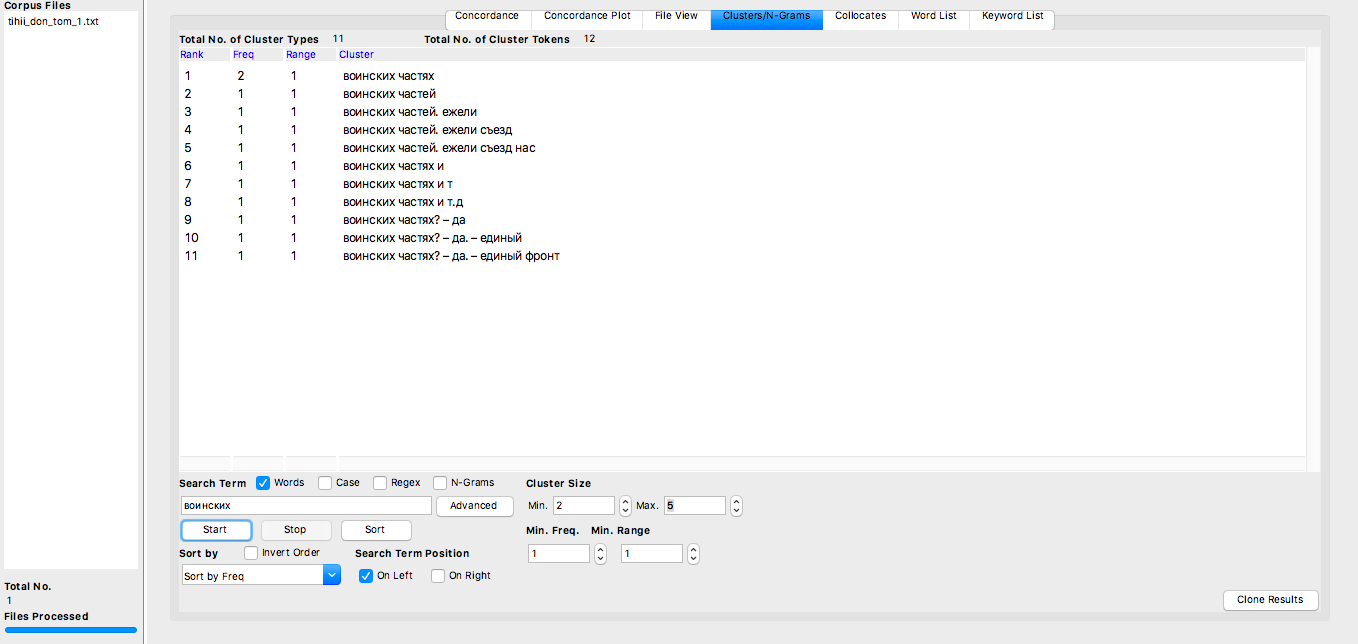 Corpus Files
tihii_don_tom_1.txt
Concordance Concordance Plot File View Clusters/N-Grams Collocates Word List Keyword List
Total No. of Cluster Types 11 Total No. of Cluster Tokens 12
Rank Freq Range Cluster
1 2 1 воинских частях
2 1 1 воинских частей
3 1 1 воинских частей. ежели
4 1 1 воинских частей. ежели съезд
5 1 1 воинских частей. ежели съезд нас
6 1 1 воинских частях и
7 1 1 воинских частях и т
8 1 1 воинских частях и т.д
9 1 1 воинских частях? – да
10 1 1 воинских частях? – да. – единый
11 1 1 воинских частях? – да. – единый фронт
Search Term Words Case Regex N-Grams Cluster Size
воинских Advanced Min. 2 Max. 5
Start Stop Sort Min. Freq. Min. Range
Sort by Invert Order Search Term Position 1 1
Sort by Freq On Left On Right
Total No.
1
Files Processed
Clone Results